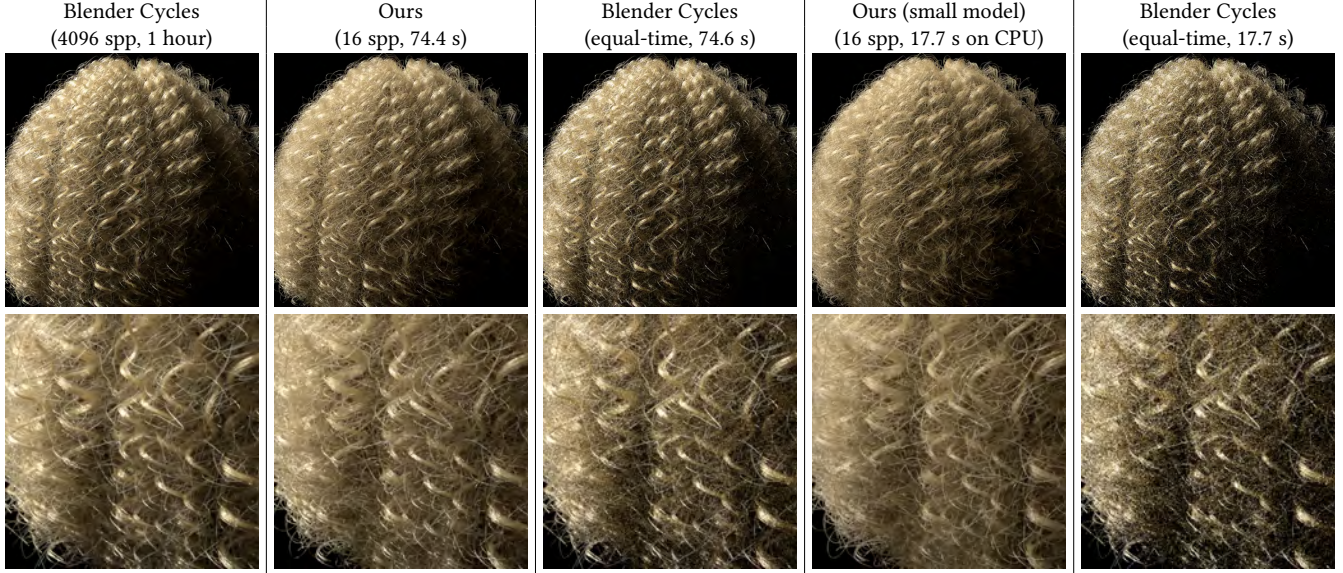 Blender Cycles
(4096 spp, 1 hour)
Ours
(16 spp, 74.4 s)
Blender Cycles
(equal-time, 74.6 s)
Ours (small model)
(16 spp, 17.7 s on CPU)
Blender Cycles
(equal-time, 17.7 s)